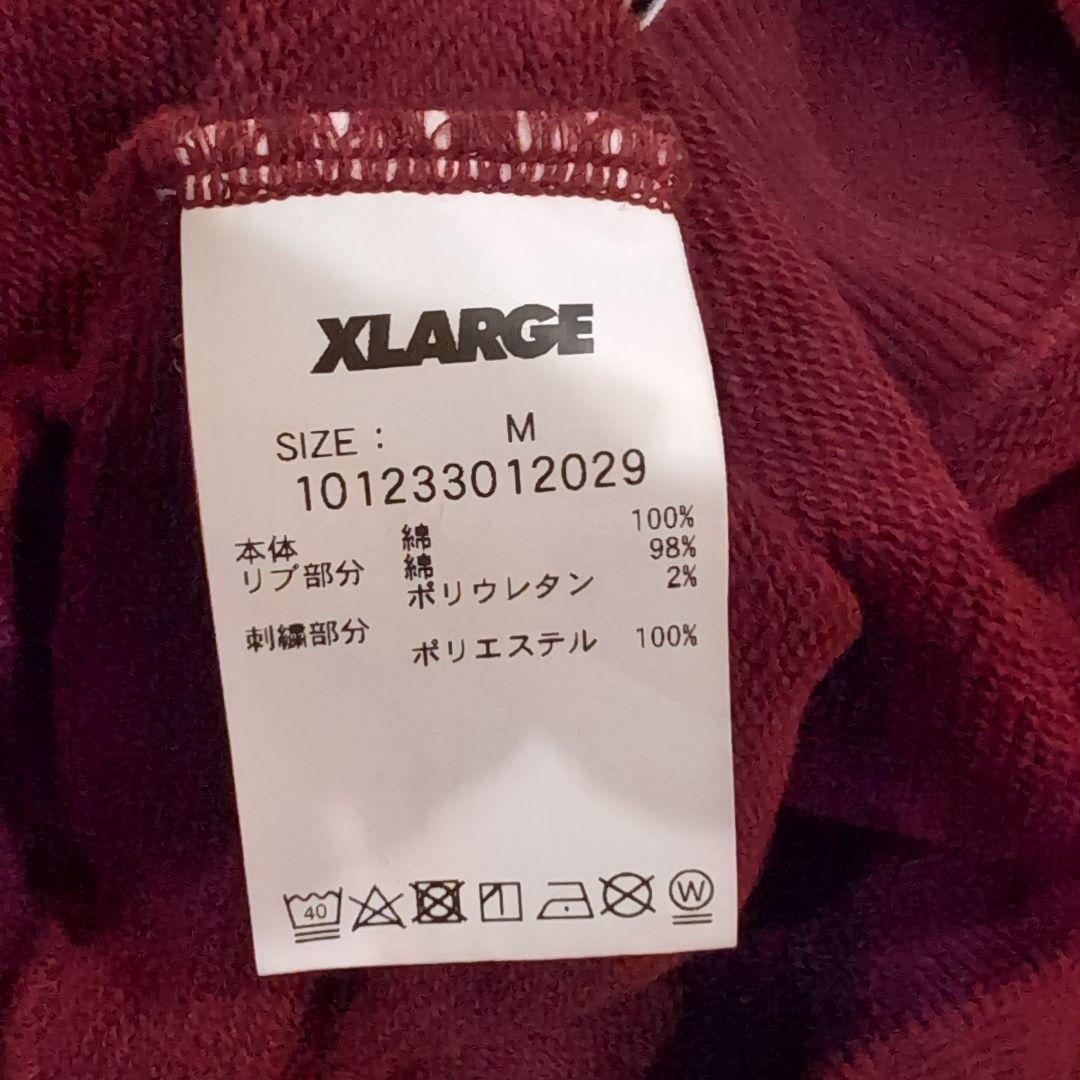 XLARGE
SIZE : M
101233012029
本体 綿 100%
リブ部分 綿 98%
ポリウレタン 2%
刺繍部分 ポリエステル 100%
40 W